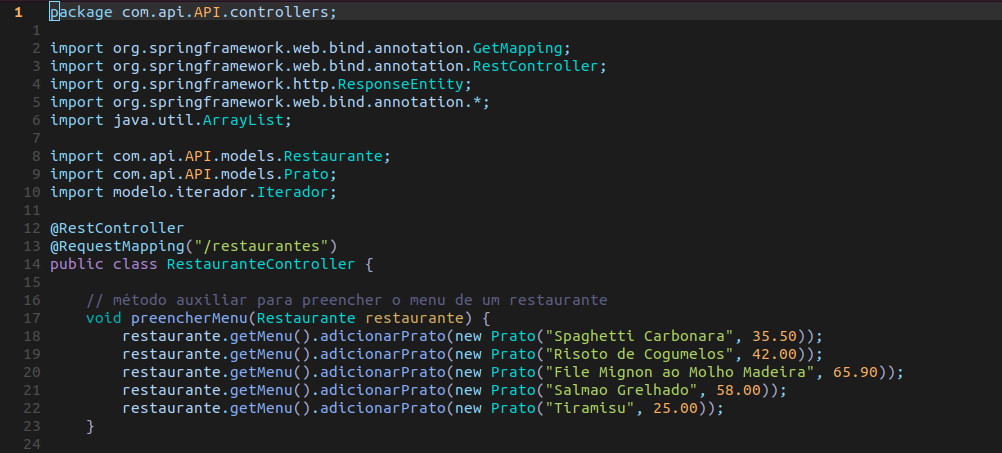 1 package com.api.API.controllers;
1
2 import org.springframework.web.bind.annotation.GetMapping;
3 import org.springframework.web.bind.annotation.RestController;
4 import org.springframework.http.ResponseEntity;
5 import org.springframework.web.bind.annotation.*;
6 import java.util.ArrayList;
7
8 import com.api.API.models.Restaurante;
9 import com.api.API.models.Prato;
10 import modelo.iterador.Iterador;
11
12 @RestController
13 @RequestMapping("/restaurantes")
14 public class RestauranteController {
15
16     // método auxiliar para preencher o menu de um restaurante
17     void preencherMenu(Restaurante restaurante) {
18         restaurante.getMenu().adicionarPrato(new Prato("Spaghetti Carbonara", 35.50));
19         restaurante.getMenu().adicionarPrato(new Prato("Risoto de Cogumelos", 42.00));
20         restaurante.getMenu().adicionarPrato(new Prato("File Mignon ao Molho Madeira", 65.90));
21         restaurante.getMenu().adicionarPrato(new Prato("Salmao Grelhado", 58.00));
22         restaurante.getMenu().adicionarPrato(new Prato("Tiramisu", 25.00));
23     }
24